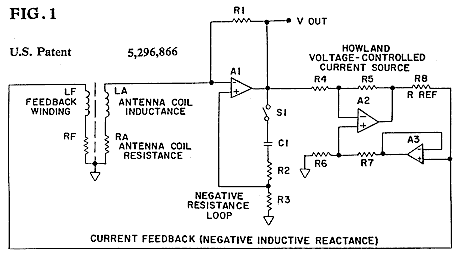 FIG. 1
U.S. Patent 5,296,866
R1
V OUT
HOWLAND
VOLTAGE-CONTROLLED
CURRENT SOURCE
A1
R4
R5
R8
R REF
LF
FEEDBACK
WINDING
LA
ANTENNA COIL
INDUCTANCE
S1
A2
C1
A3
RF
RA
ANTENNA COIL
RESISTANCE
R2
R6
R7
NEGATIVE
RESISTANCE
LOOP
R3
CURRENT FEEDBACK (NEGATIVE INDUCTIVE REACTANCE)